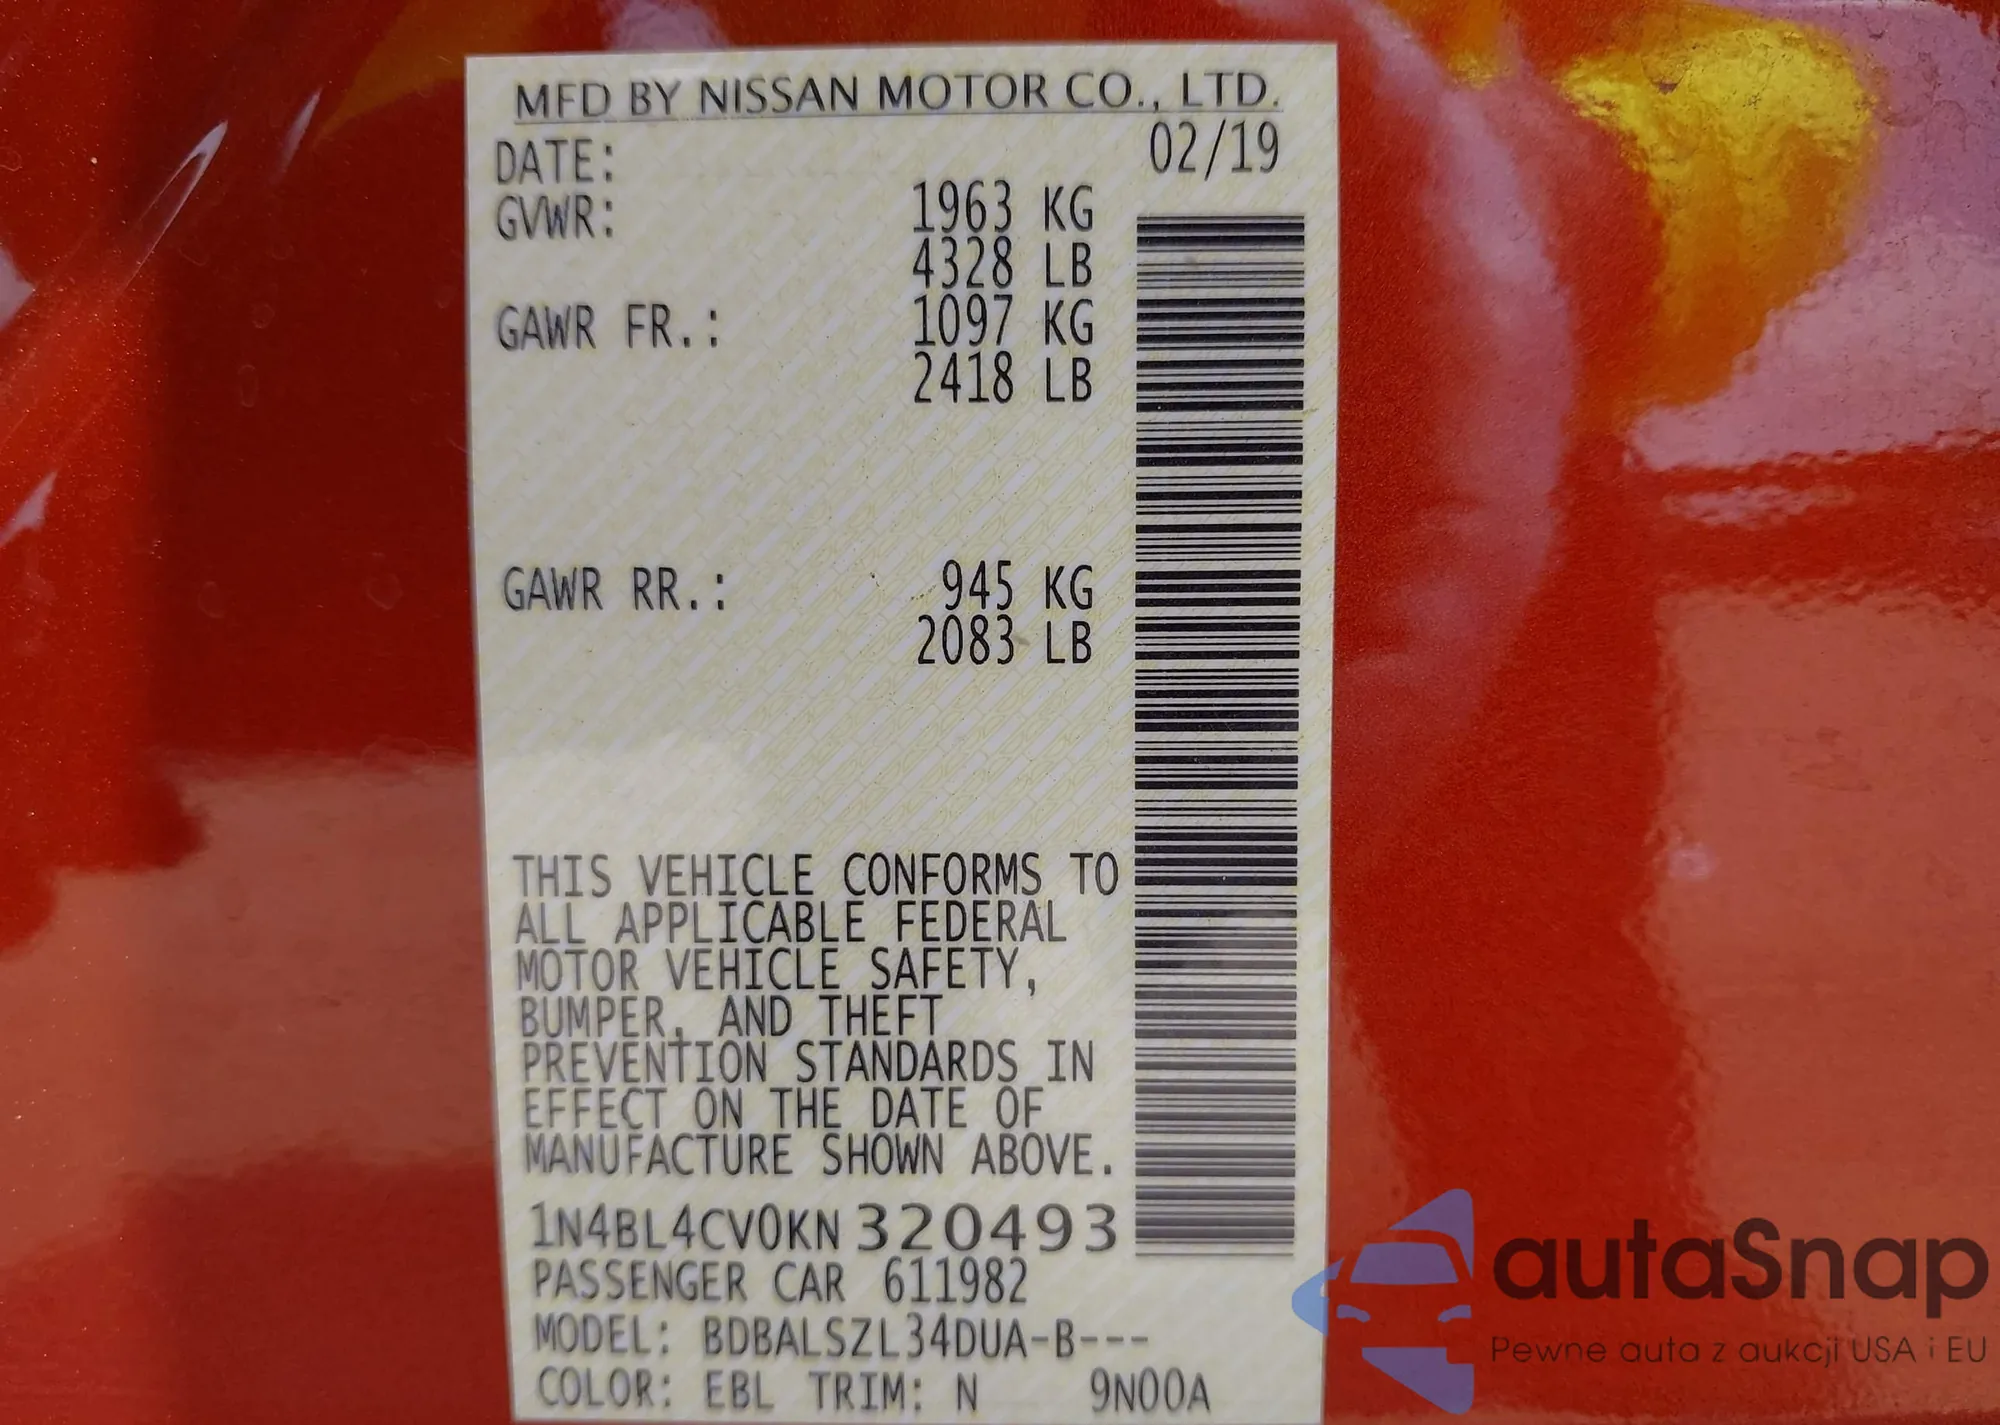 MFD BY NISSAN MOTOR CO., LTD.
DATE: 02/19
GVWR: 1963 KG
4328 LB
GAWR FR.: 1097 KG
2418 LB
GAWR RR.: 945 KG
2083 LB
THIS VEHICLE CONFORMS TO
ALL APPLICABLE FEDERAL
MOTOR VEHICLE SAFETY,
BUMPER, AND THEFT
PREVENTION STANDARDS IN
EFFECT ON THE DATE OF
MANUFACTURE SHOWN ABOVE.
1N4BL4CV0KN320493
PASSENGER CAR 611982
MODEL: BDBALSZL34DUA-B---
COLOR: EBL TRIM: N 9N00A
autaSnap
Pewne auta z aukcji USA i EU